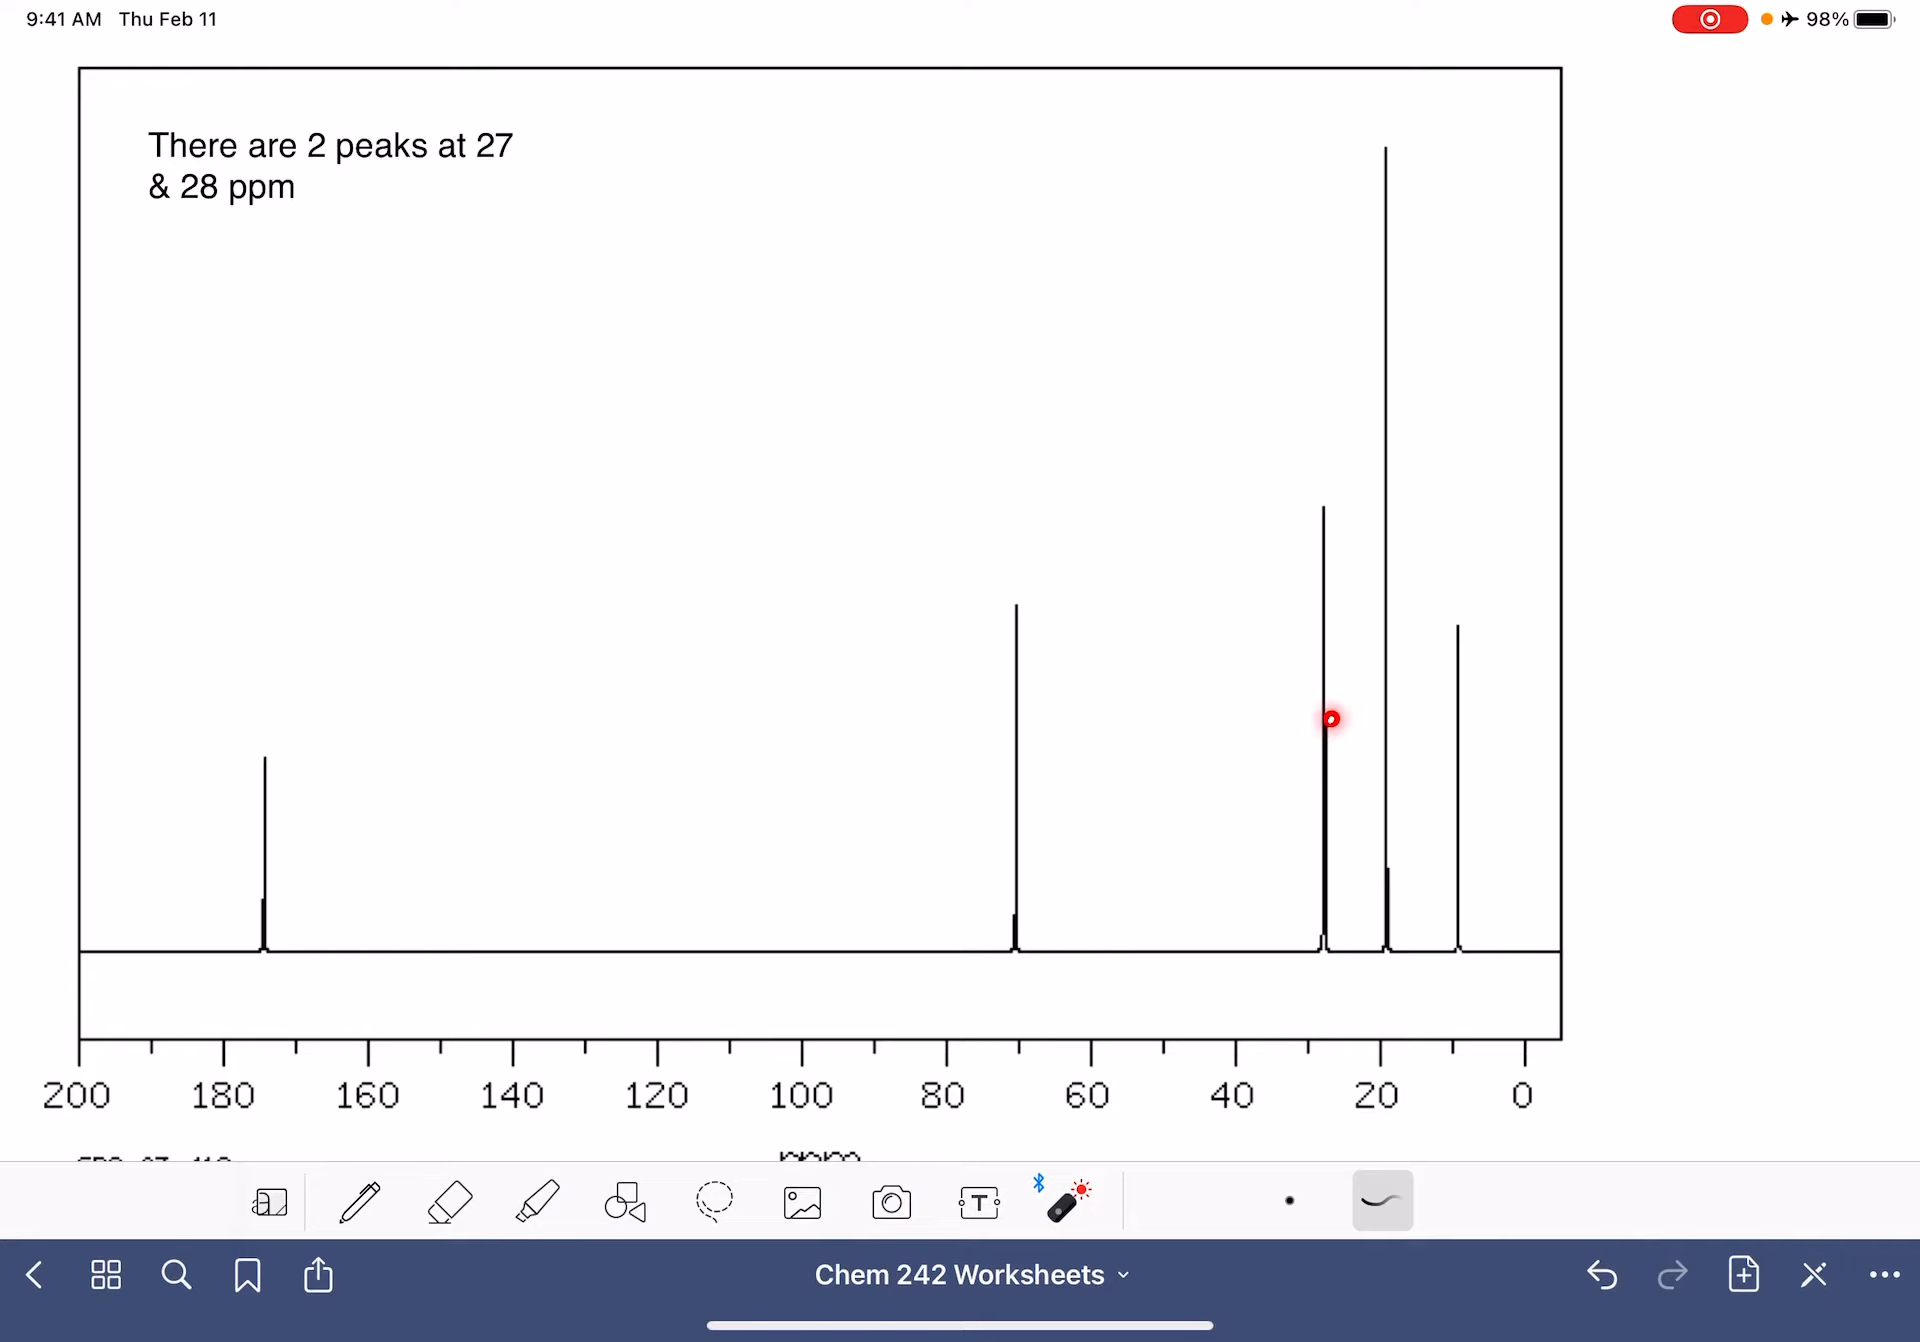 9:41 AM Thu Feb 11
98%
There are 2 peaks at 27
& 28 ppm
200 180 160 140 120 100 80 60 40 20 0
ppm
a
T
Chem 242 Worksheets